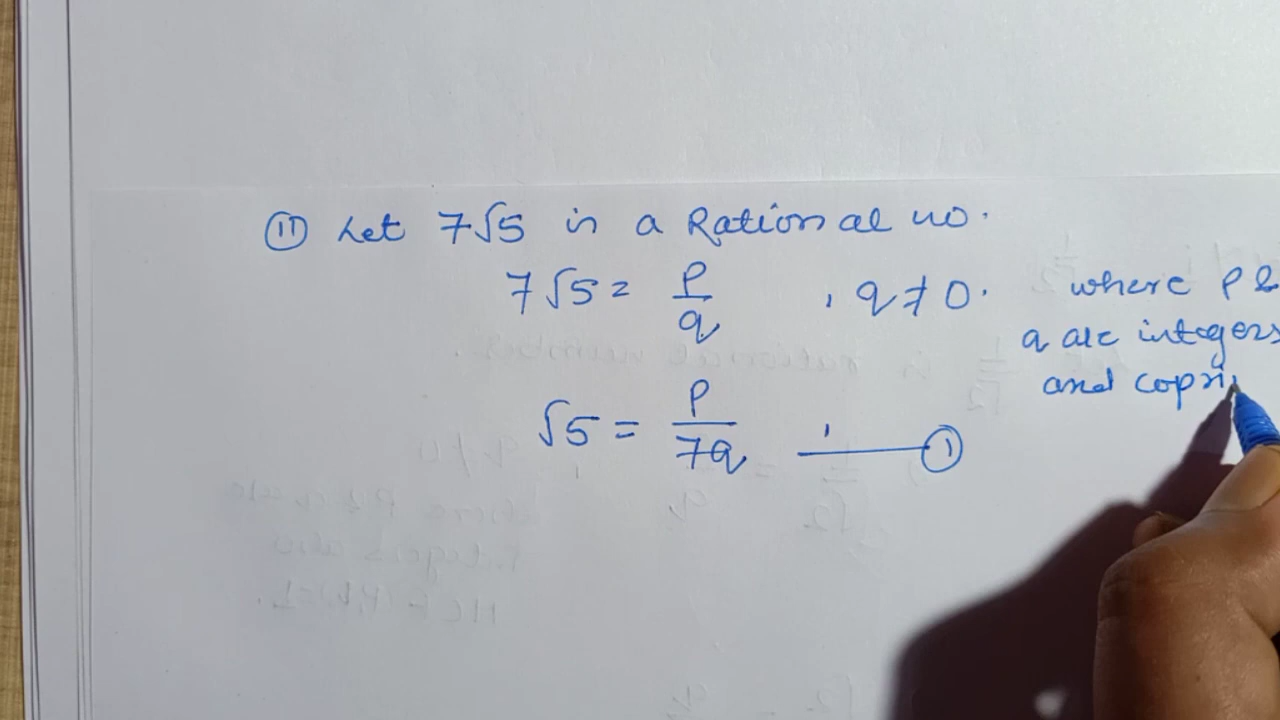 (11) Let 7√5 is a Rational no.
7√5 = p/q , q ≠ 0. where p &
q are integers
and copri
√5 = p/7q , —— (1)